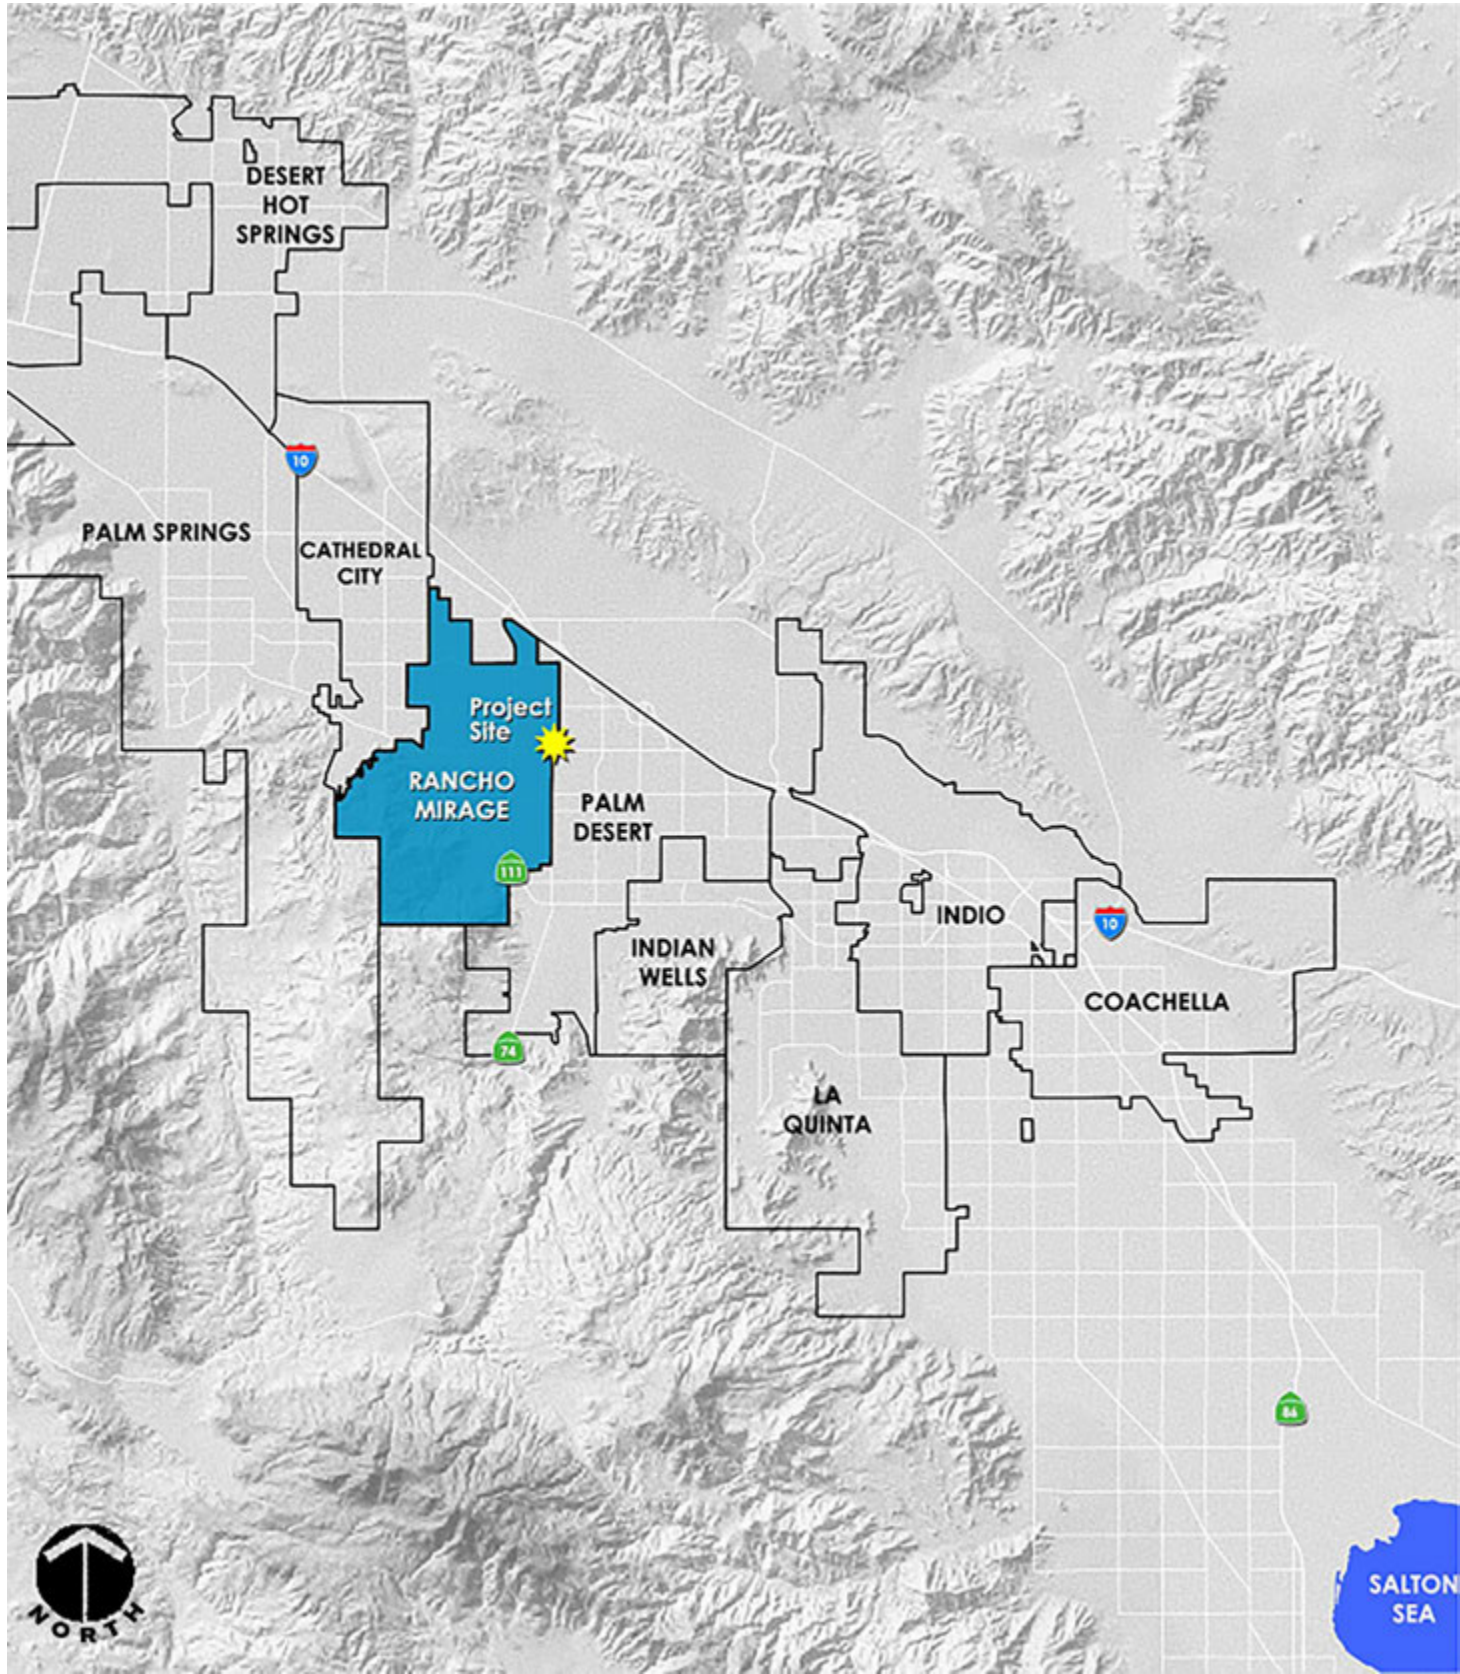 DESERT
HOT
SPRINGS
10
PALM SPRINGS
CATHEDRAL
CITY
Project
Site
RANCHO
MIRAGE
PALM
DESERT
111
INDIO
10
INDIAN
WELLS
COACHELLA
74
LA
QUINTA
86
SALTON
SEA
NORTH